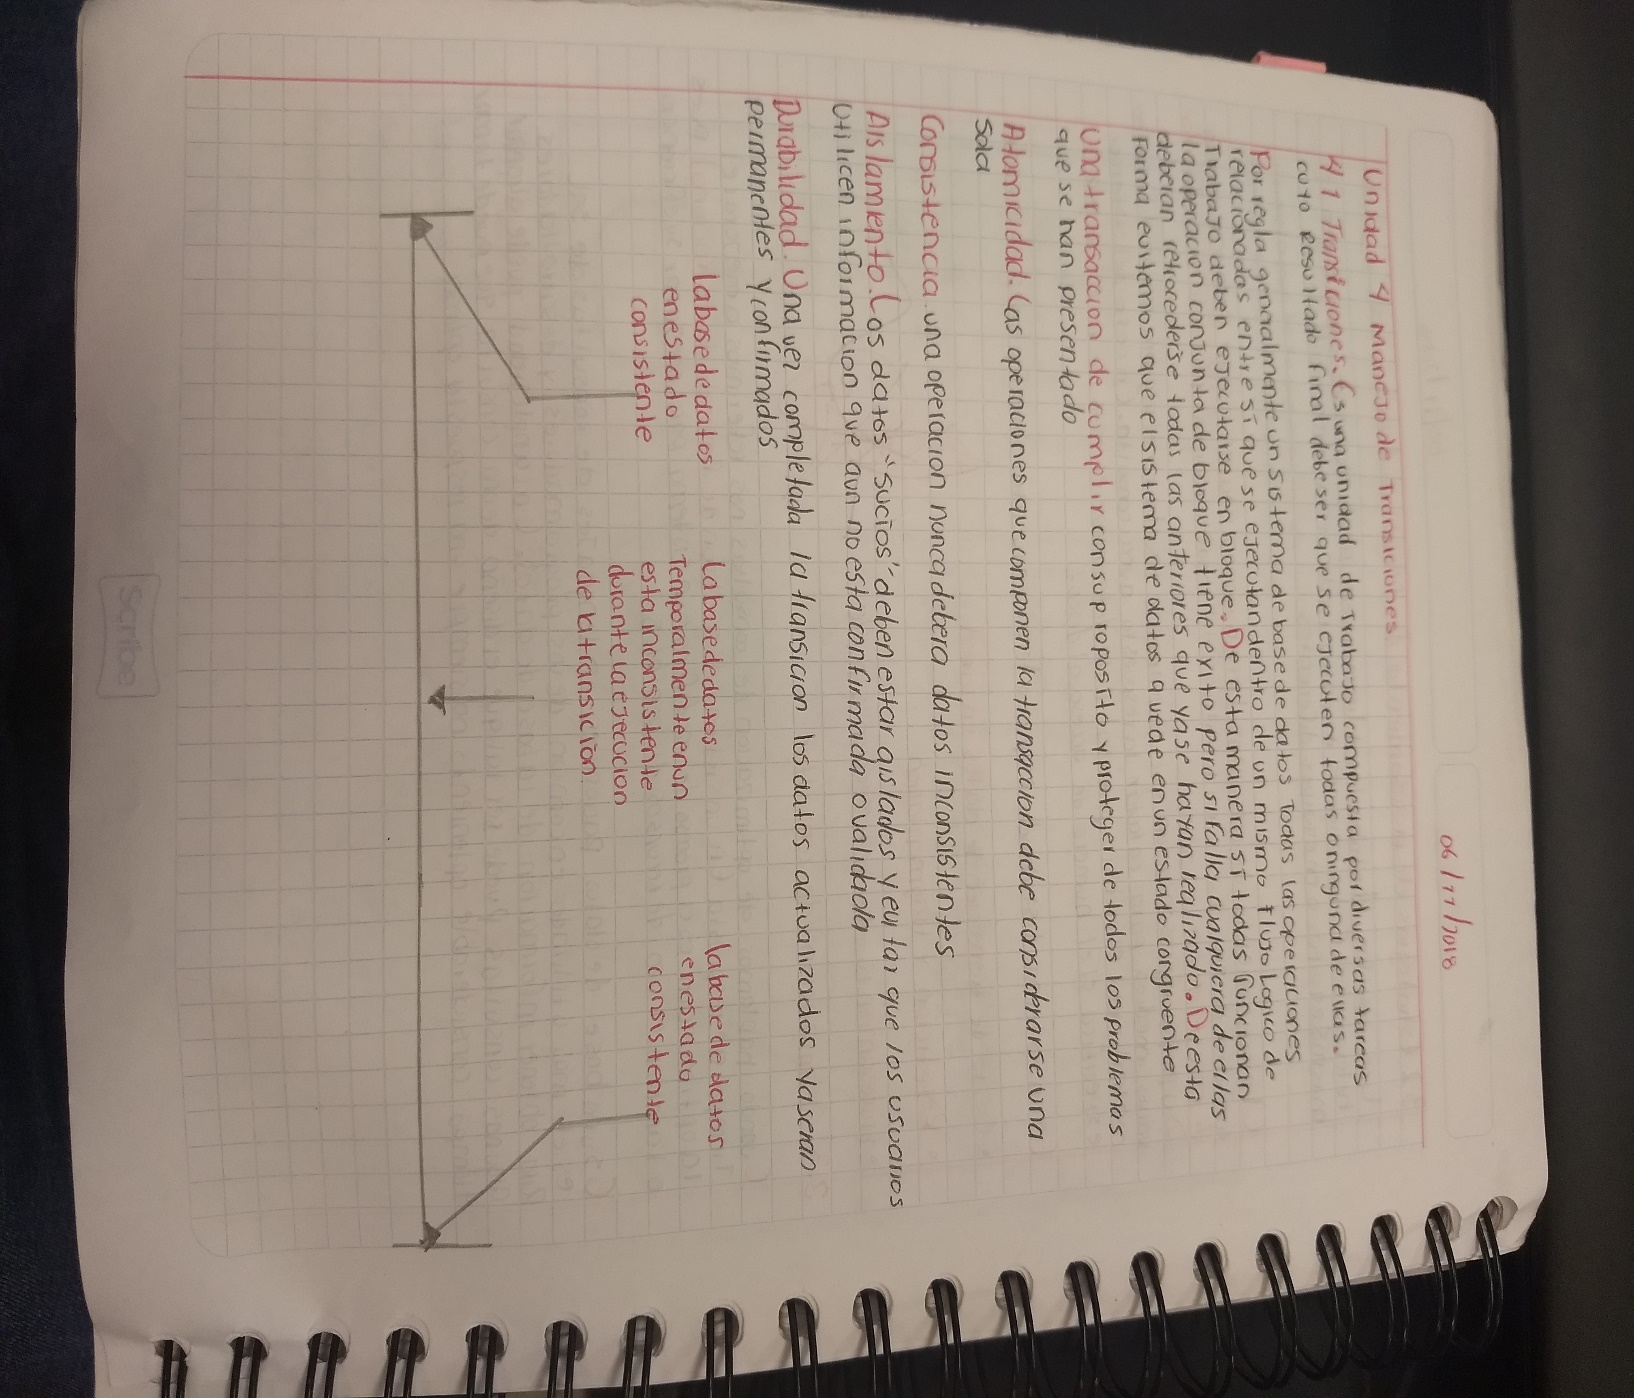 06/11/2018
Unidad 4 Manejo de Transiciones
4 1 Transiciones. Es una unidad de Trabajo compuesta por diversas tareas
cuto Resultado final debe ser que se ejecuten todas o ninguna de ellas.
Por regla genaralmente un sistema de base de datos Todas las operaciones
relacionadas entre sí que se ejecutan dentro de un mismo flujo Logico de
Trabajo deben ejecutarse en bloque. De esta manera si todas funcionan
la operacion conjunta de bloque tiene exito pero si falla cualquiera de ellas
deberan retrocederse todas las anteriores que ya se hayan realizado. De esta
Forma evitemos que el sistema de datos quede en un estado congruente
Una transaccion de cumplir con su proposito y proteger de todos los problemas
que se han presentado
Atomicidad. Las operaciones que componen la transaccion debe considerarse una
sola
Consistencia. una operacion nunca debera datos inconsistentes
Aislamiento. Los datos "sucios" deben estar aislados y evitar que los usuarios
utilicen informacion que aun no esta confirmada o validada
Durabilidad. Una vez completada la transicion los datos actualizados ya seran
permanentes y confirmados
la base de datos
en estado
consistente
La base de datos
Temporalmente en un
esta inconsistente
durante la ejecucion
de la transicion.
la base de datos
en estado
consistente
Scribe